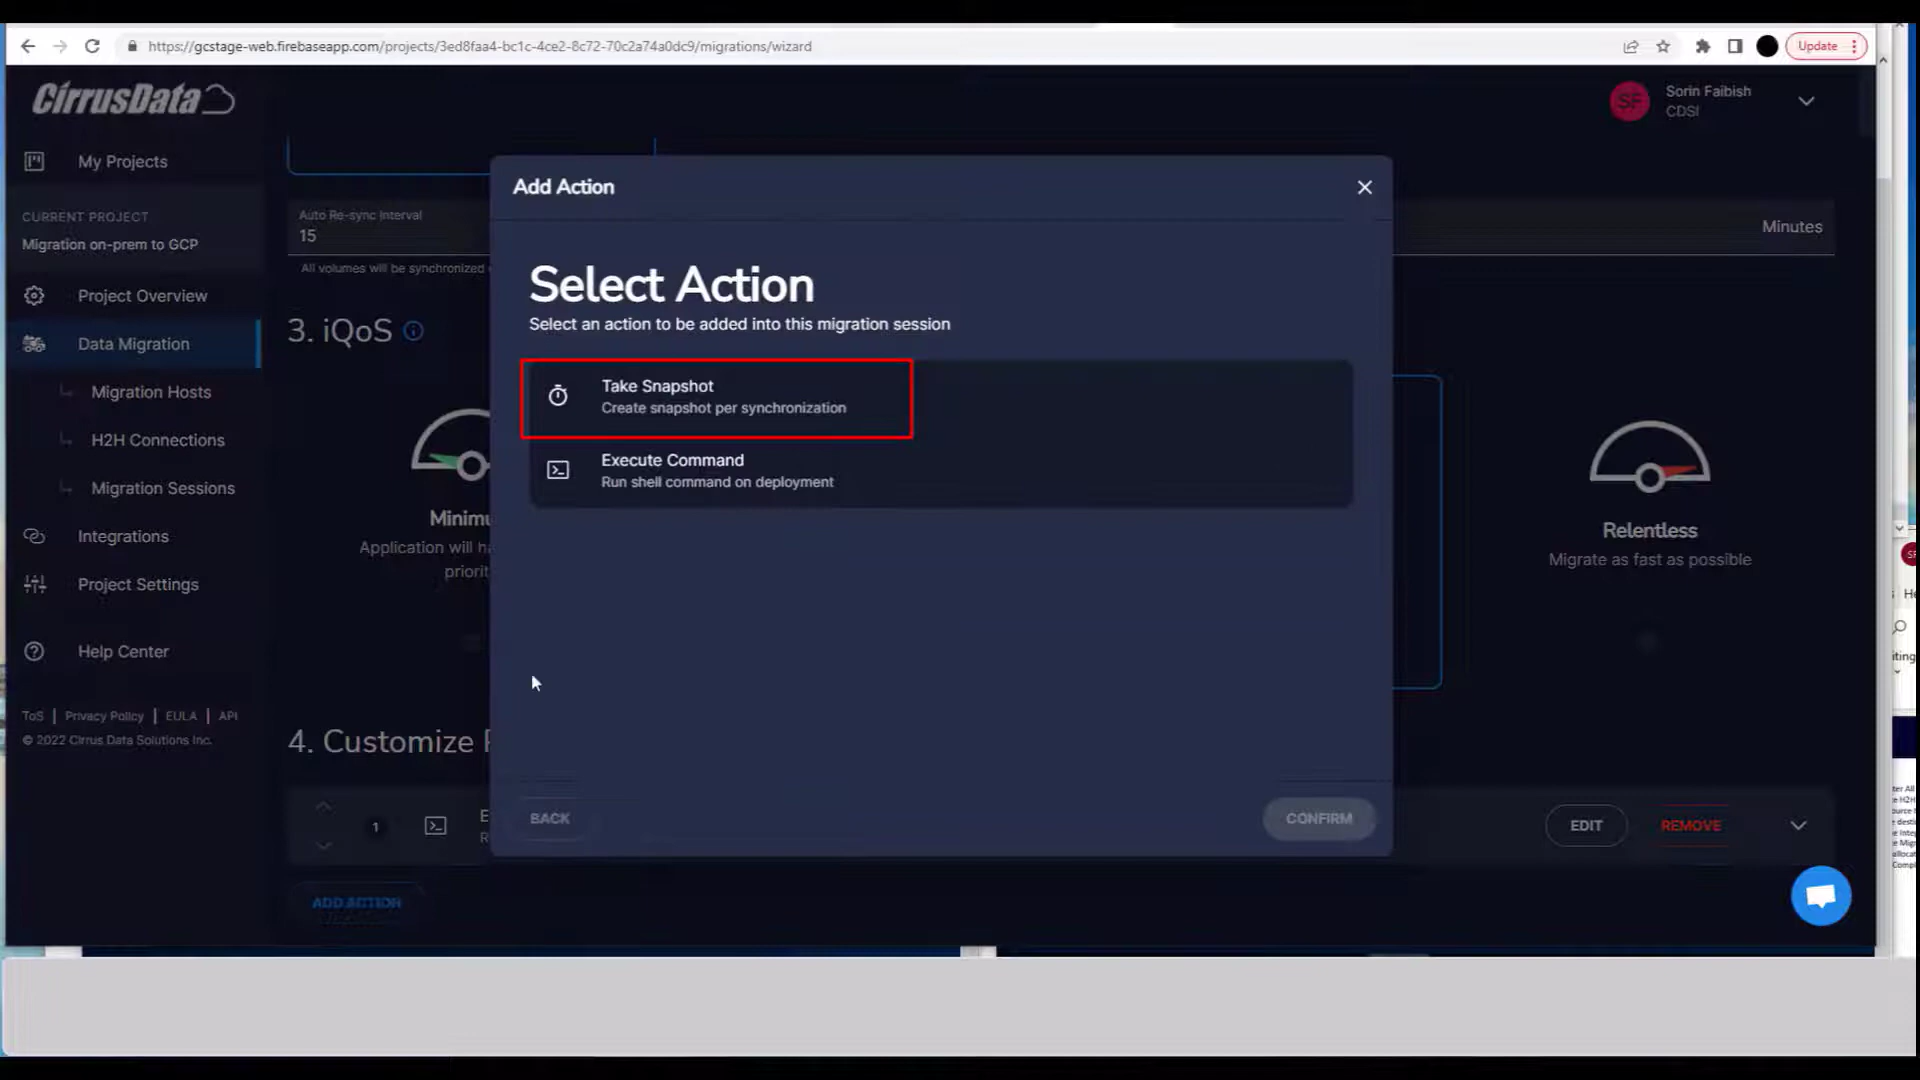 https://gcstage-web.firebaseapp.com/projects/3ed8faa4-bc1c-4ce2-8c72-70c2a74a0dc9/migrations/wizard
Update
CirrusData
Sorin Faibish
CDSI
SF
My Projects
CURRENT PROJECT
Migration on-prem to GCP
Project Overview
Data Migration
Migration Hosts
H2H Connections
Migration Sessions
Integrations
Project Settings
Help Center
ToS | Privacy Policy | EULA | API
© 2022 Cirrus Data Solutions Inc.
Auto Re-sync Interval
15
Minutes
All volumes will be synchronized
3. iQoS
Application will
Relentless
Migrate as fast as possible
4. Customize
1
EDIT
REMOVE
ADD ACTION
Add Action
Select Action
Select an action to be added into this migration session
Take Snapshot
Create snapshot per synchronization
Execute Command
Run shell command on deployment
BACK
CONFIRM